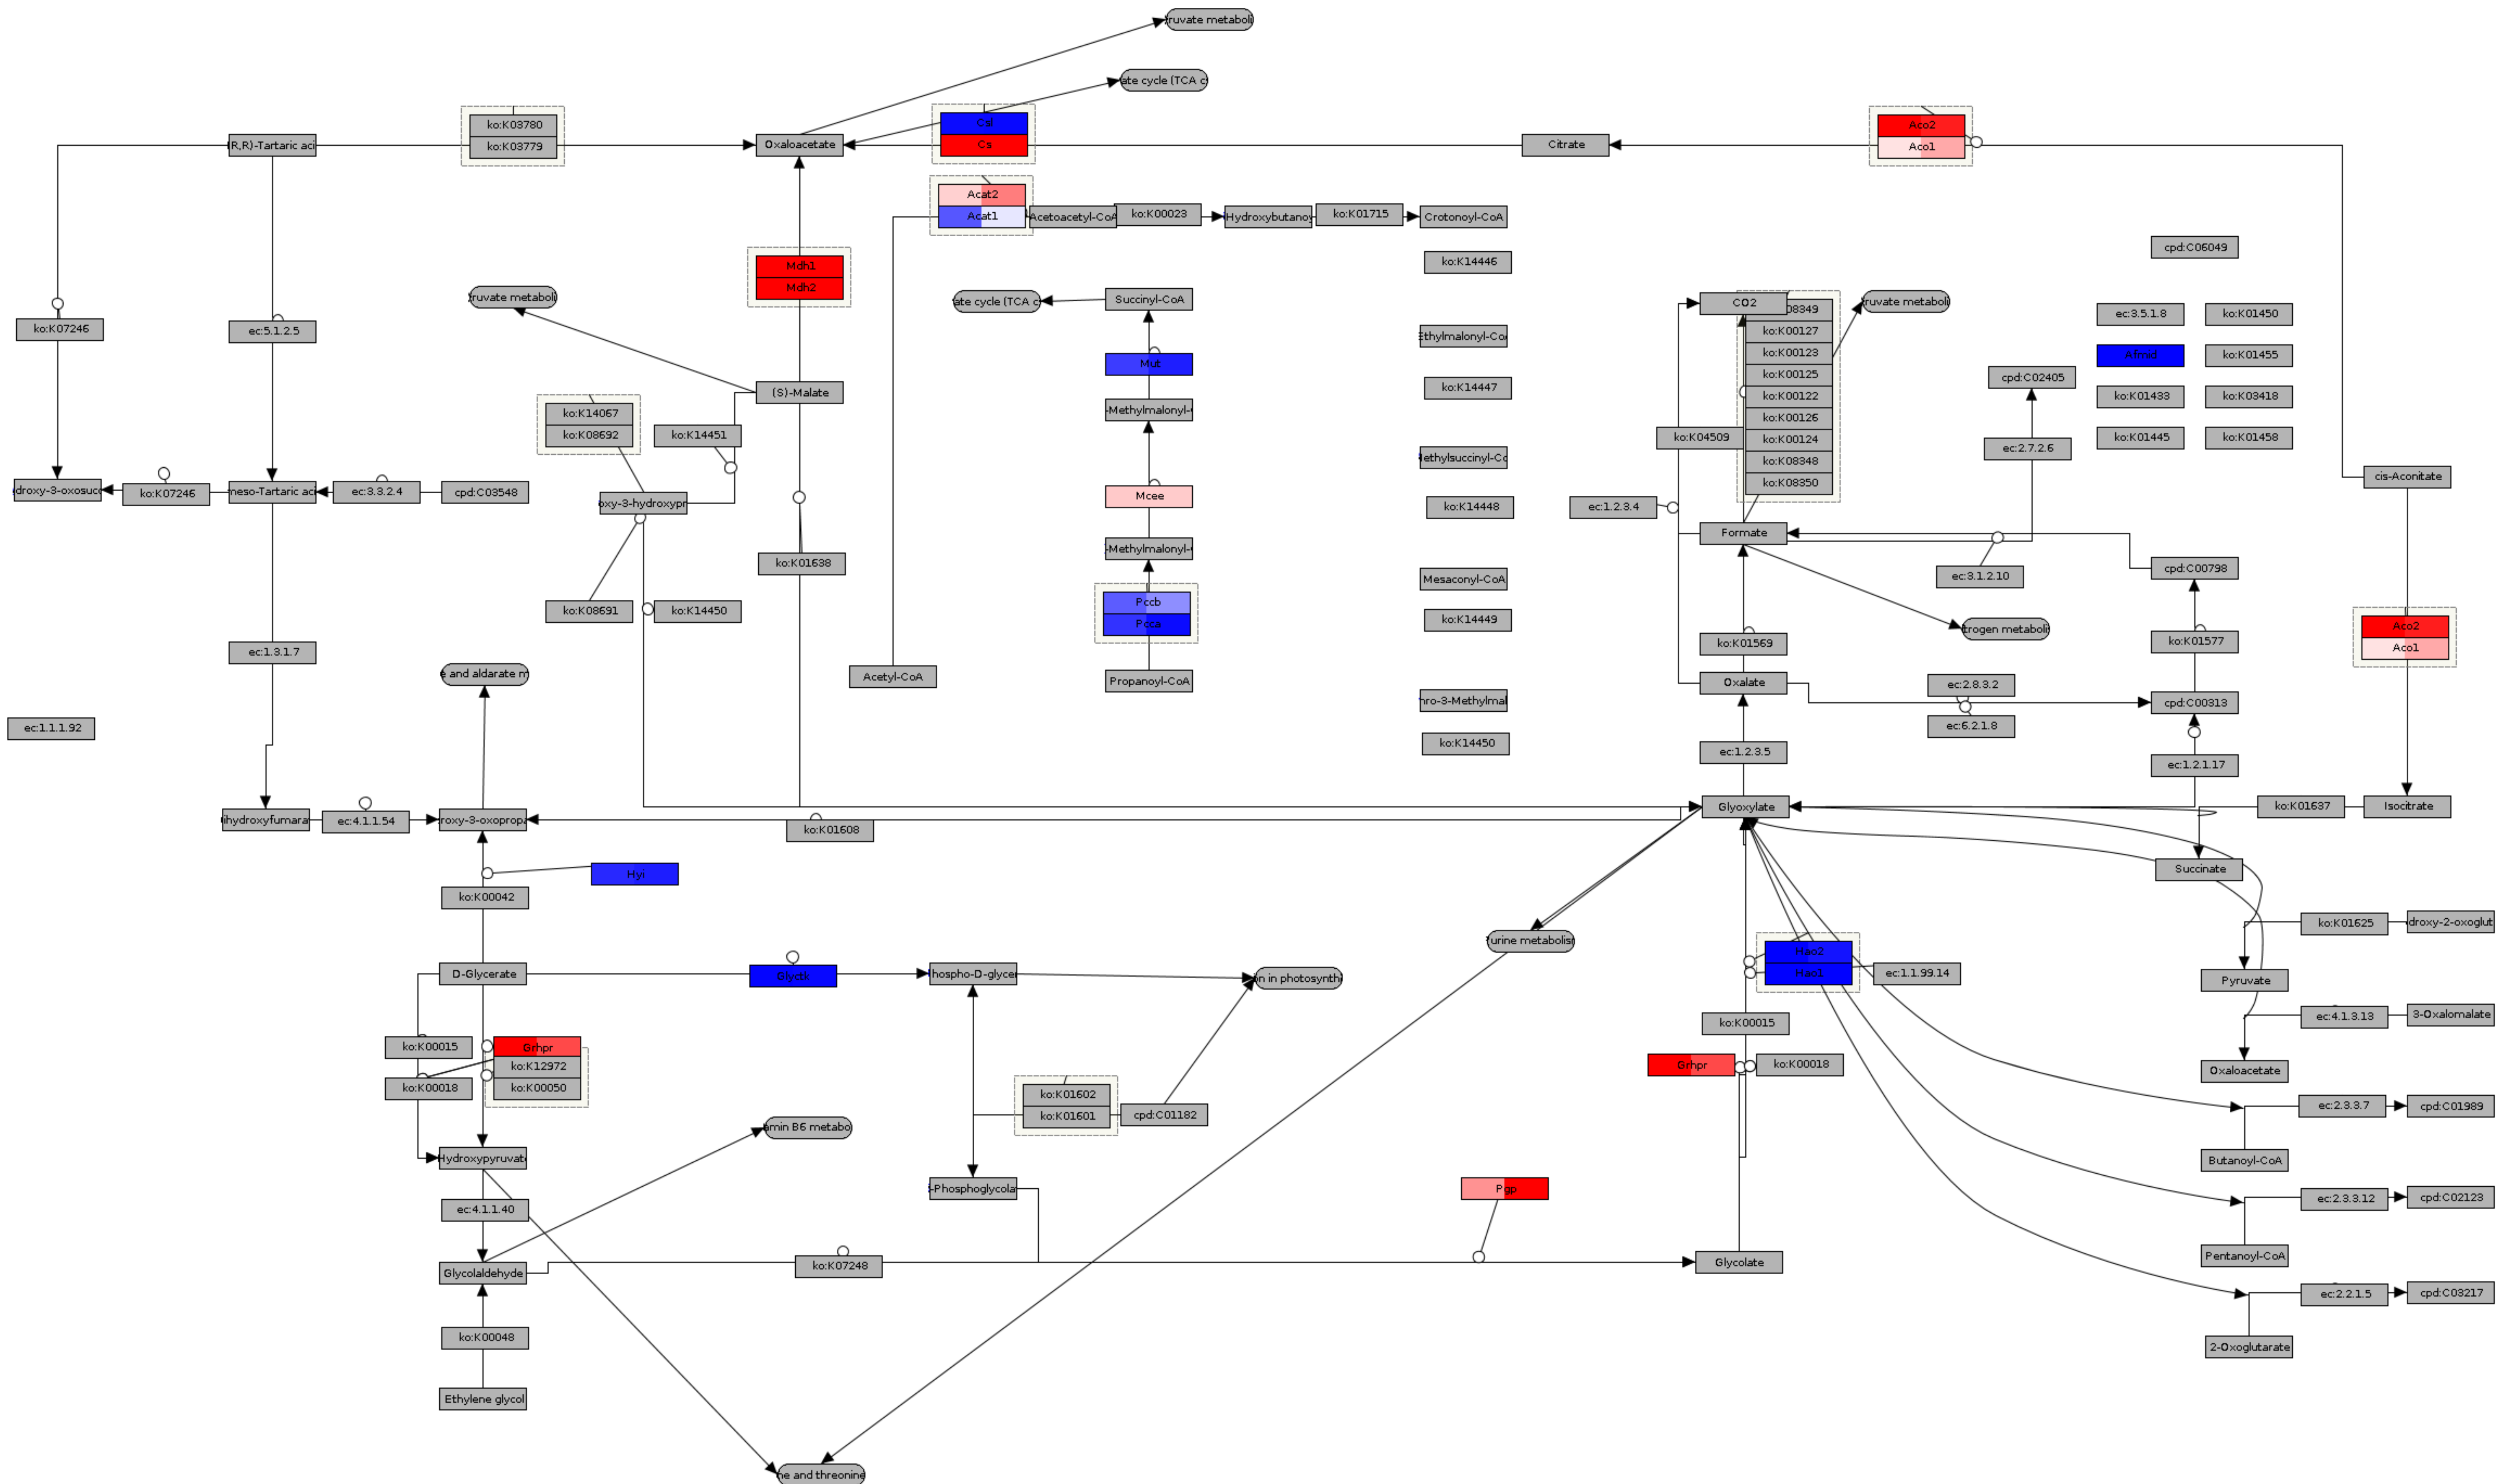 ruvate metaboli
ate cycle (TCA c
ko:K03780
ko:K03779
R,R)-Tartaric aci
Oxaloacetate
Csl
Cs
Citrate
Aco2
Aco1
Acat2
Acat1
Acetoacetyl-CoA
ko:K00023
Hydroxybutanoy
ko:K01715
Crotonoyl-CoA
cpd:C06049
ko:K14446
Mdh1
Mdh2
ruvate metaboli
ate cycle (TCA c
Succinyl-CoA
CO2
08349
ko:K00127
ko:K00123
ko:K00125
ko:K00122
ko:K00126
ko:K00124
ko:K08348
ko:K08350
ruvate metaboli
ec:3.5.1.8
ko:K01450
ko:K07246
ec:5.1.2.5
Ethylmalonyl-Co
Afmid
ko:K01455
Mut
cpd:C02405
(S)-Malate
ko:K14447
ko:K01433
ko:K03418
ko:K14067
ko:K08692
ko:K14451
-Methylmalonyl-
ko:K04509
ko:K01445
ko:K01458
ec:2.7.2.6
ethylsuccinyl-Co
cis-Aconitate
droxy-3-oxosuc
ko:K07246
meso-Tartaric ac
ec:3.3.2.4
cpd:C03548
oxy-3-hydroxypr
Mcee
ko:K14448
ec:1.2.3.4
Formate
-Methylmalonyl-
ko:K01638
cpd:C00798
ec:3.1.2.10
Mesaconyl-CoA
Pccb
Pcca
ko:K08691
ko:K14450
ko:K14449
trogen metaboli
ko:K01569
ko:K01577
Aco2
Aco1
ec:1.3.1.7
e and aldarate m
Acetyl-CoA
Propanoyl-CoA
Oxalate
ec:2.8.3.2
hro-3-Methylmal
cpd:C00313
ec:1.1.1.92
ec:6.2.1.8
ko:K14450
ec:1.2.3.5
ec:1.2.1.17
Glyoxylate
ko:K01637
Isocitrate
ihydroxyfumara
ec:4.1.1.54
roxy-3-oxopropa
ko:K01608
Hyi
Succinate
ko:K00042
ko:K01625
droxy-2-oxoglut
urine metabolis
Hao2
Hao1
D-Glycerate
Glyctk
hospho-D-glyce
n in photosynthe
ec:1.1.99.14
Pyruvate
ko:K00015
ec:4.1.3.13
3-Oxalomalate
ko:K00015
Grhpr
ko:K12972
ko:K00050
ko:K00018
Grhpr
ko:K00018
Oxaloacetate
ko:K01602
ko:K01601
cpd:C01182
ec:2.3.3.7
cpd:C01989
amin B6 metabo
Hydroxypyruvate
Butanoyl-CoA
-Phosphoglycola
Pgp
ec:2.3.3.12
cpd:C02123
ec:4.1.1.40
Pentanoyl-CoA
Glycolaldehyde
ko:K07248
Glycolate
ec:2.2.1.5
cpd:C03217
ko:K00048
2-Oxoglutarate
Ethylene glycol
ne and threonine